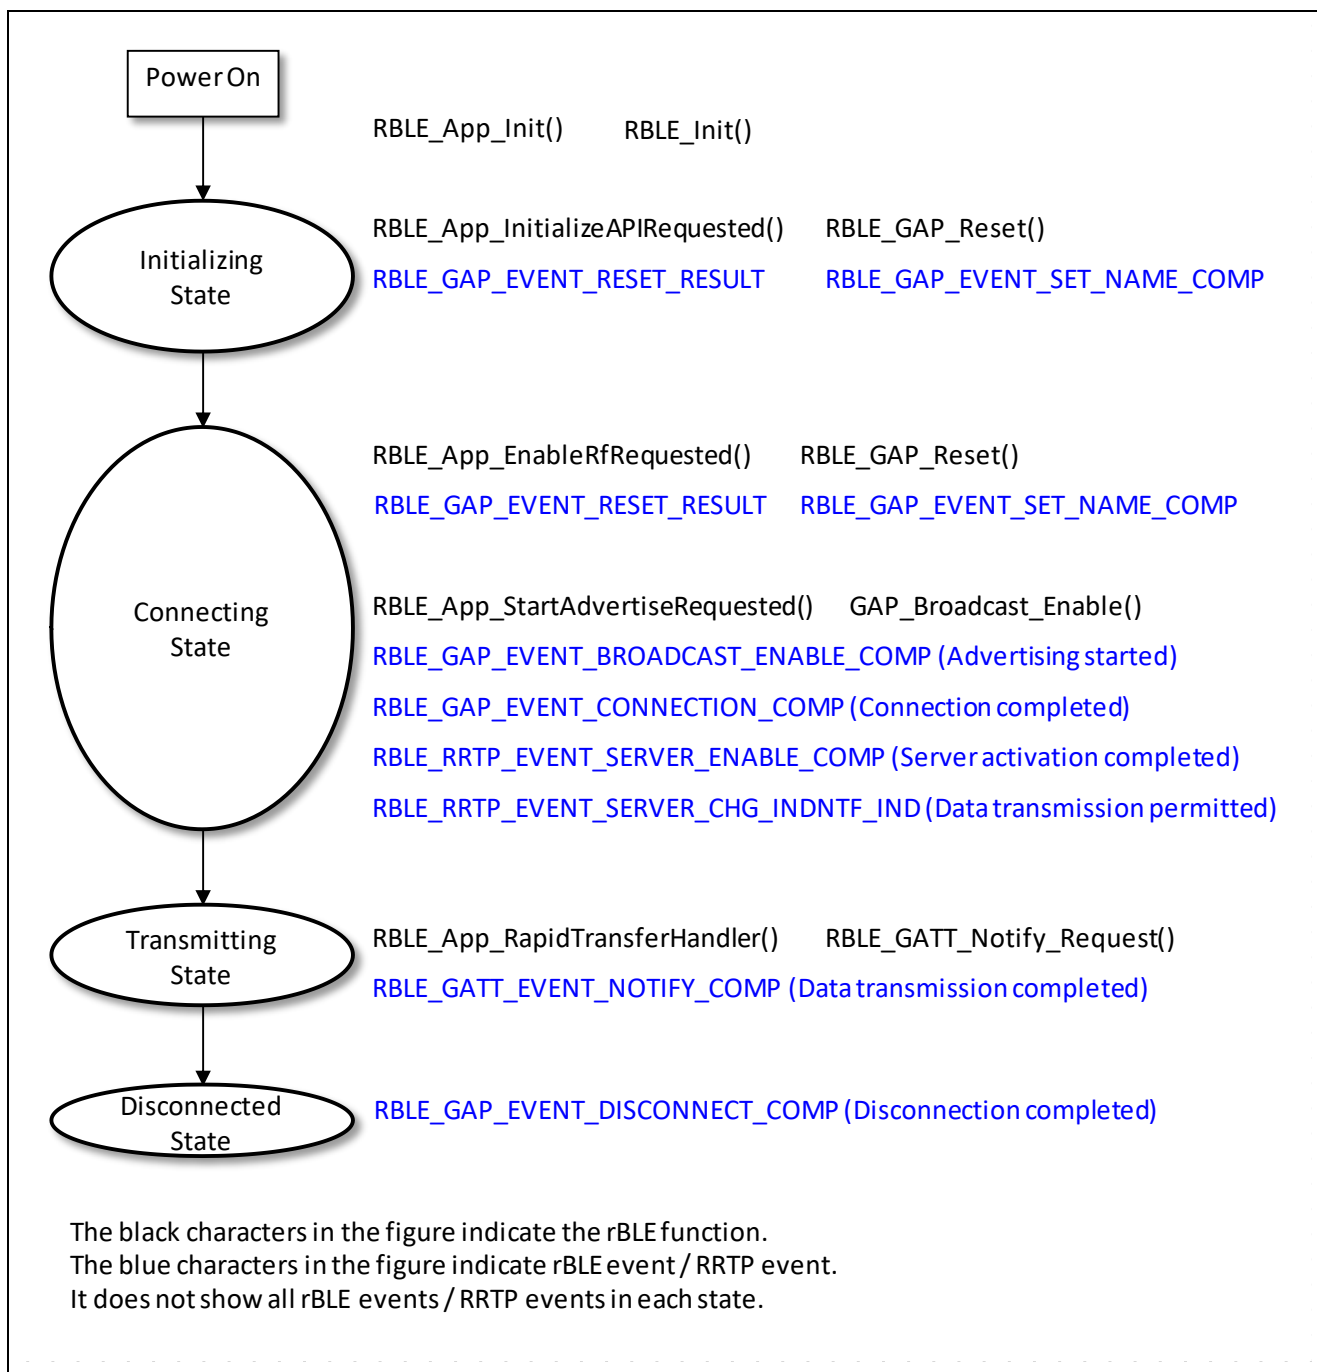 Power On
RBLE_App_Init() RBLE_Init()
Initializing
State
RBLE_App_InitializeAPIRequested() RBLE_GAP_Reset()
RBLE_GAP_EVENT_RESET_RESULT RBLE_GAP_EVENT_SET_NAME_COMP
Connecting
State
RBLE_App_EnableRfRequested() RBLE_GAP_Reset()
RBLE_GAP_EVENT_RESET_RESULT RBLE_GAP_EVENT_SET_NAME_COMP
RBLE_App_StartAdvertiseRequested() GAP_Broadcast_Enable()
RBLE_GAP_EVENT_BROADCAST_ENABLE_COMP (Advertising started)
RBLE_GAP_EVENT_CONNECTION_COMP (Connection completed)
RBLE_RRTP_EVENT_SERVER_ENABLE_COMP (Server activation completed)
RBLE_RRTP_EVENT_SERVER_CHG_INDNTF_IND (Data transmission permitted)
Transmitting
State
RBLE_App_RapidTransferHandler() RBLE_GATT_Notify_Request()
RBLE_GATT_EVENT_NOTIFY_COMP (Data transmission completed)
Disconnected
State
RBLE_GAP_EVENT_DISCONNECT_COMP (Disconnection completed)
The black characters in the figure indicate the rBLE function.
The blue characters in the figure indicate rBLE event / RRTP event.
It does not show all rBLE events / RRTP events in each state.